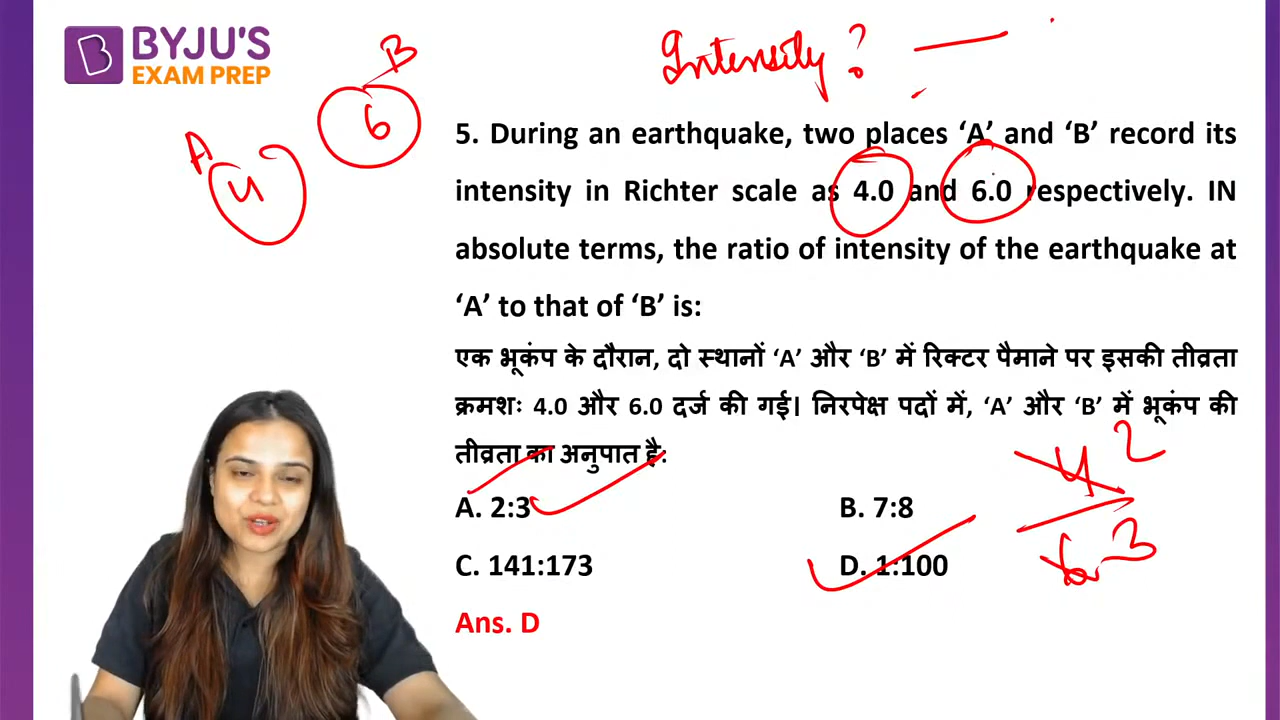 BYJU'S
EXAM PREP
Intensity?
B
6
A
4
5. During an earthquake, two places ‘A’ and ‘B’ record its
intensity in Richter scale as 4.0 and 6.0 respectively. IN
absolute terms, the ratio of intensity of the earthquake at
‘A’ to that of ‘B’ is:
एक भूकंप के दौरान, दो स्थानों ‘A’ और ‘B’ में रिक्टर पैमाने पर इसकी तीव्रता
क्रमशः 4.0 और 6.0 दर्ज की गई। निरपेक्ष पदों में, ‘A’ और ‘B’ में भूकंप की
तीव्रता का अनुपात है:
A. 2:3
B. 7:8
C. 141:173
D. 1:100
4 2
6 3
Ans. D